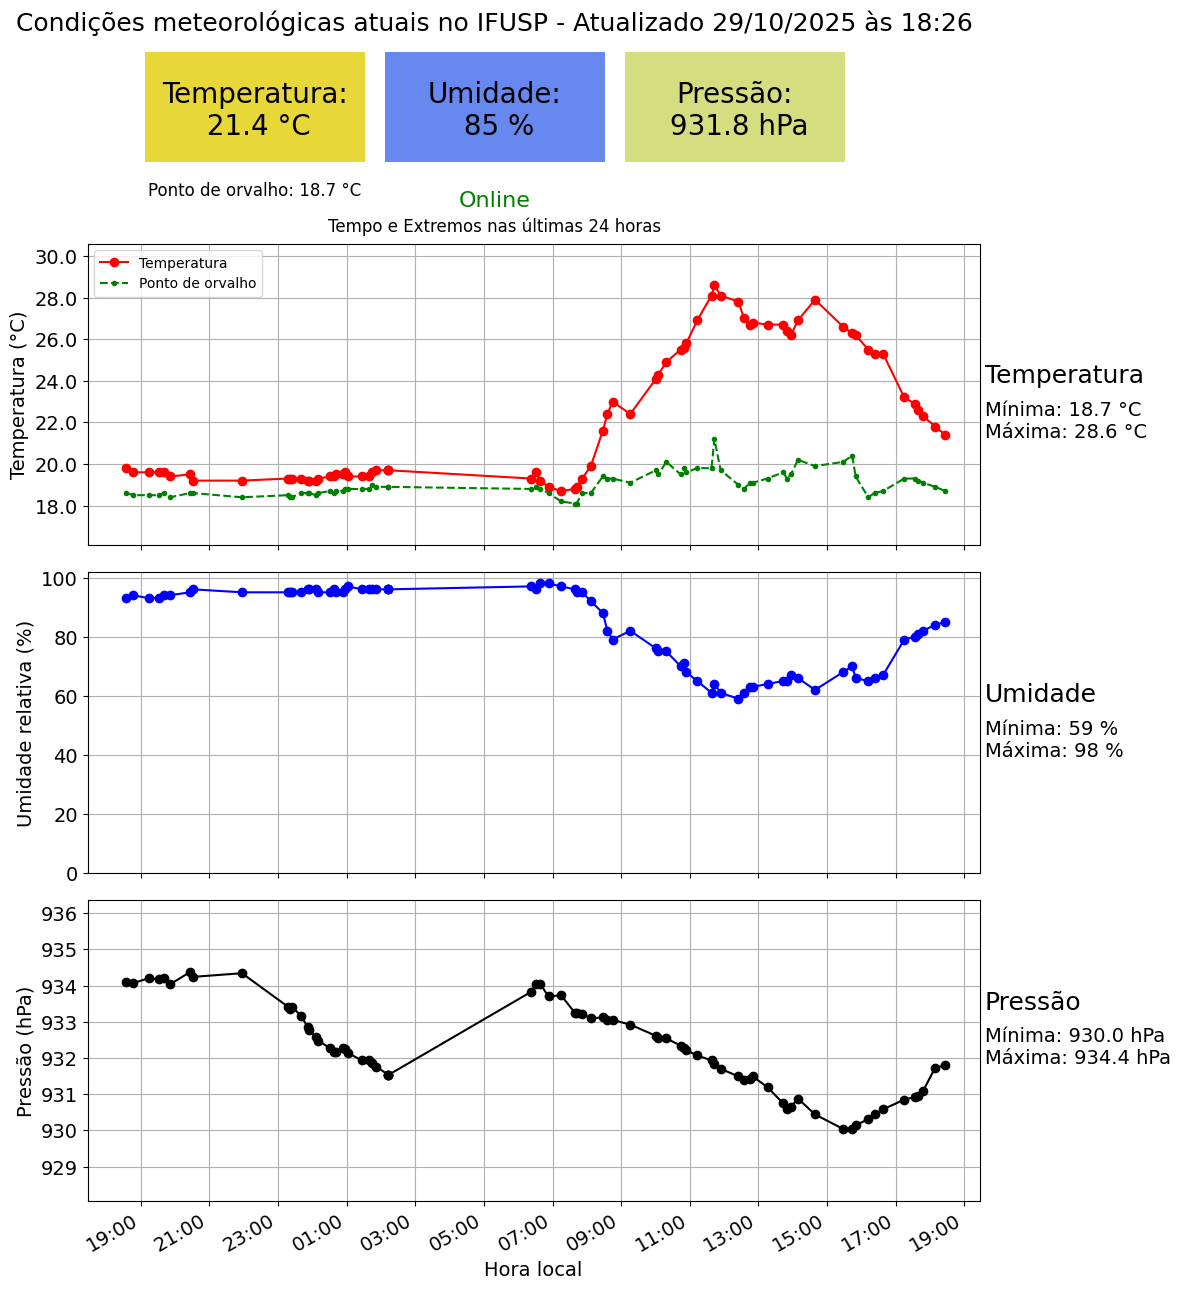 Condições meteorológicas atuais no IFUSP - Atualizado 29/10/2025 às 18:26
Temperatura:
21.4 °C
Umidade:
85 %
Pressão:
931.8 hPa
Ponto de orvalho: 18.7 °C
Online
Tempo e Extremos nas últimas 24 horas
Temperatura (°C)
30.0
28.0
26.0
24.0
22.0
20.0
18.0
Temperatura
Ponto de orvalho
Temperatura
Mínima: 18.7 °C
Máxima: 28.6 °C
Umidade relativa (%)
100
80
60
40
20
0
Umidade
Mínima: 59 %
Máxima: 98 %
Pressão (hPa)
936
935
934
933
932
931
930
929
Pressão
Mínima: 930.0 hPa
Máxima: 934.4 hPa
19:00 21:00 23:00 01:00 03:00 05:00 07:00 09:00 11:00 13:00 15:00 17:00 19:00
Hora local